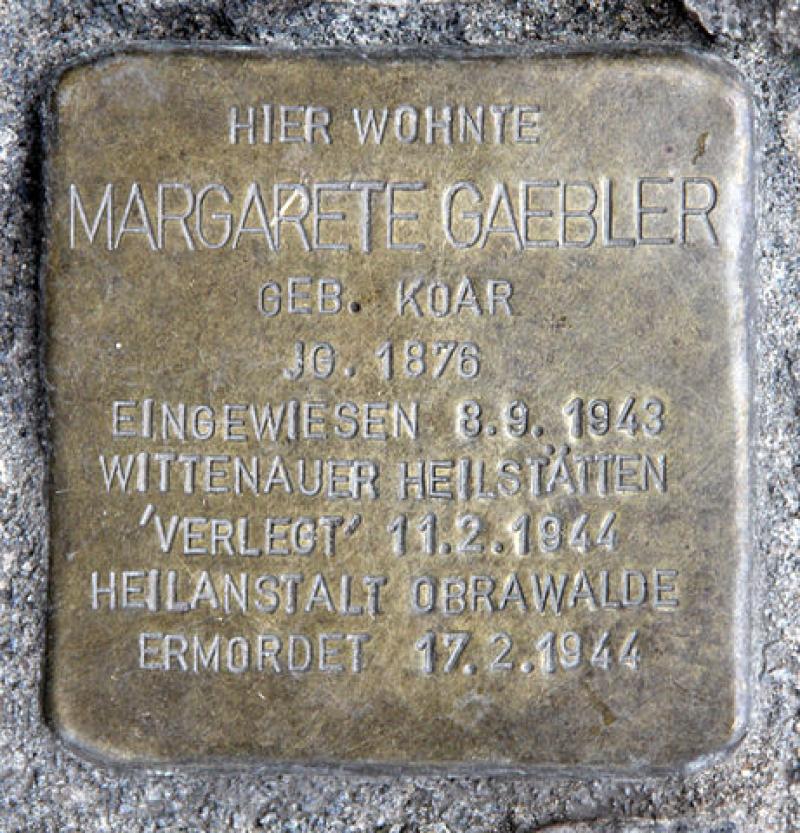 HIER WOHNTE
MARGARETE GAEBLER
GEB. KOAR
JG. 1876
EINGEWIESEN 8.9.1943
WITTENAUER HEILSTÄTTEN
'VERLEGT' 11.2.1944
HEILANSTALT OBRAWALDE
ERMORDET 17.2.1944